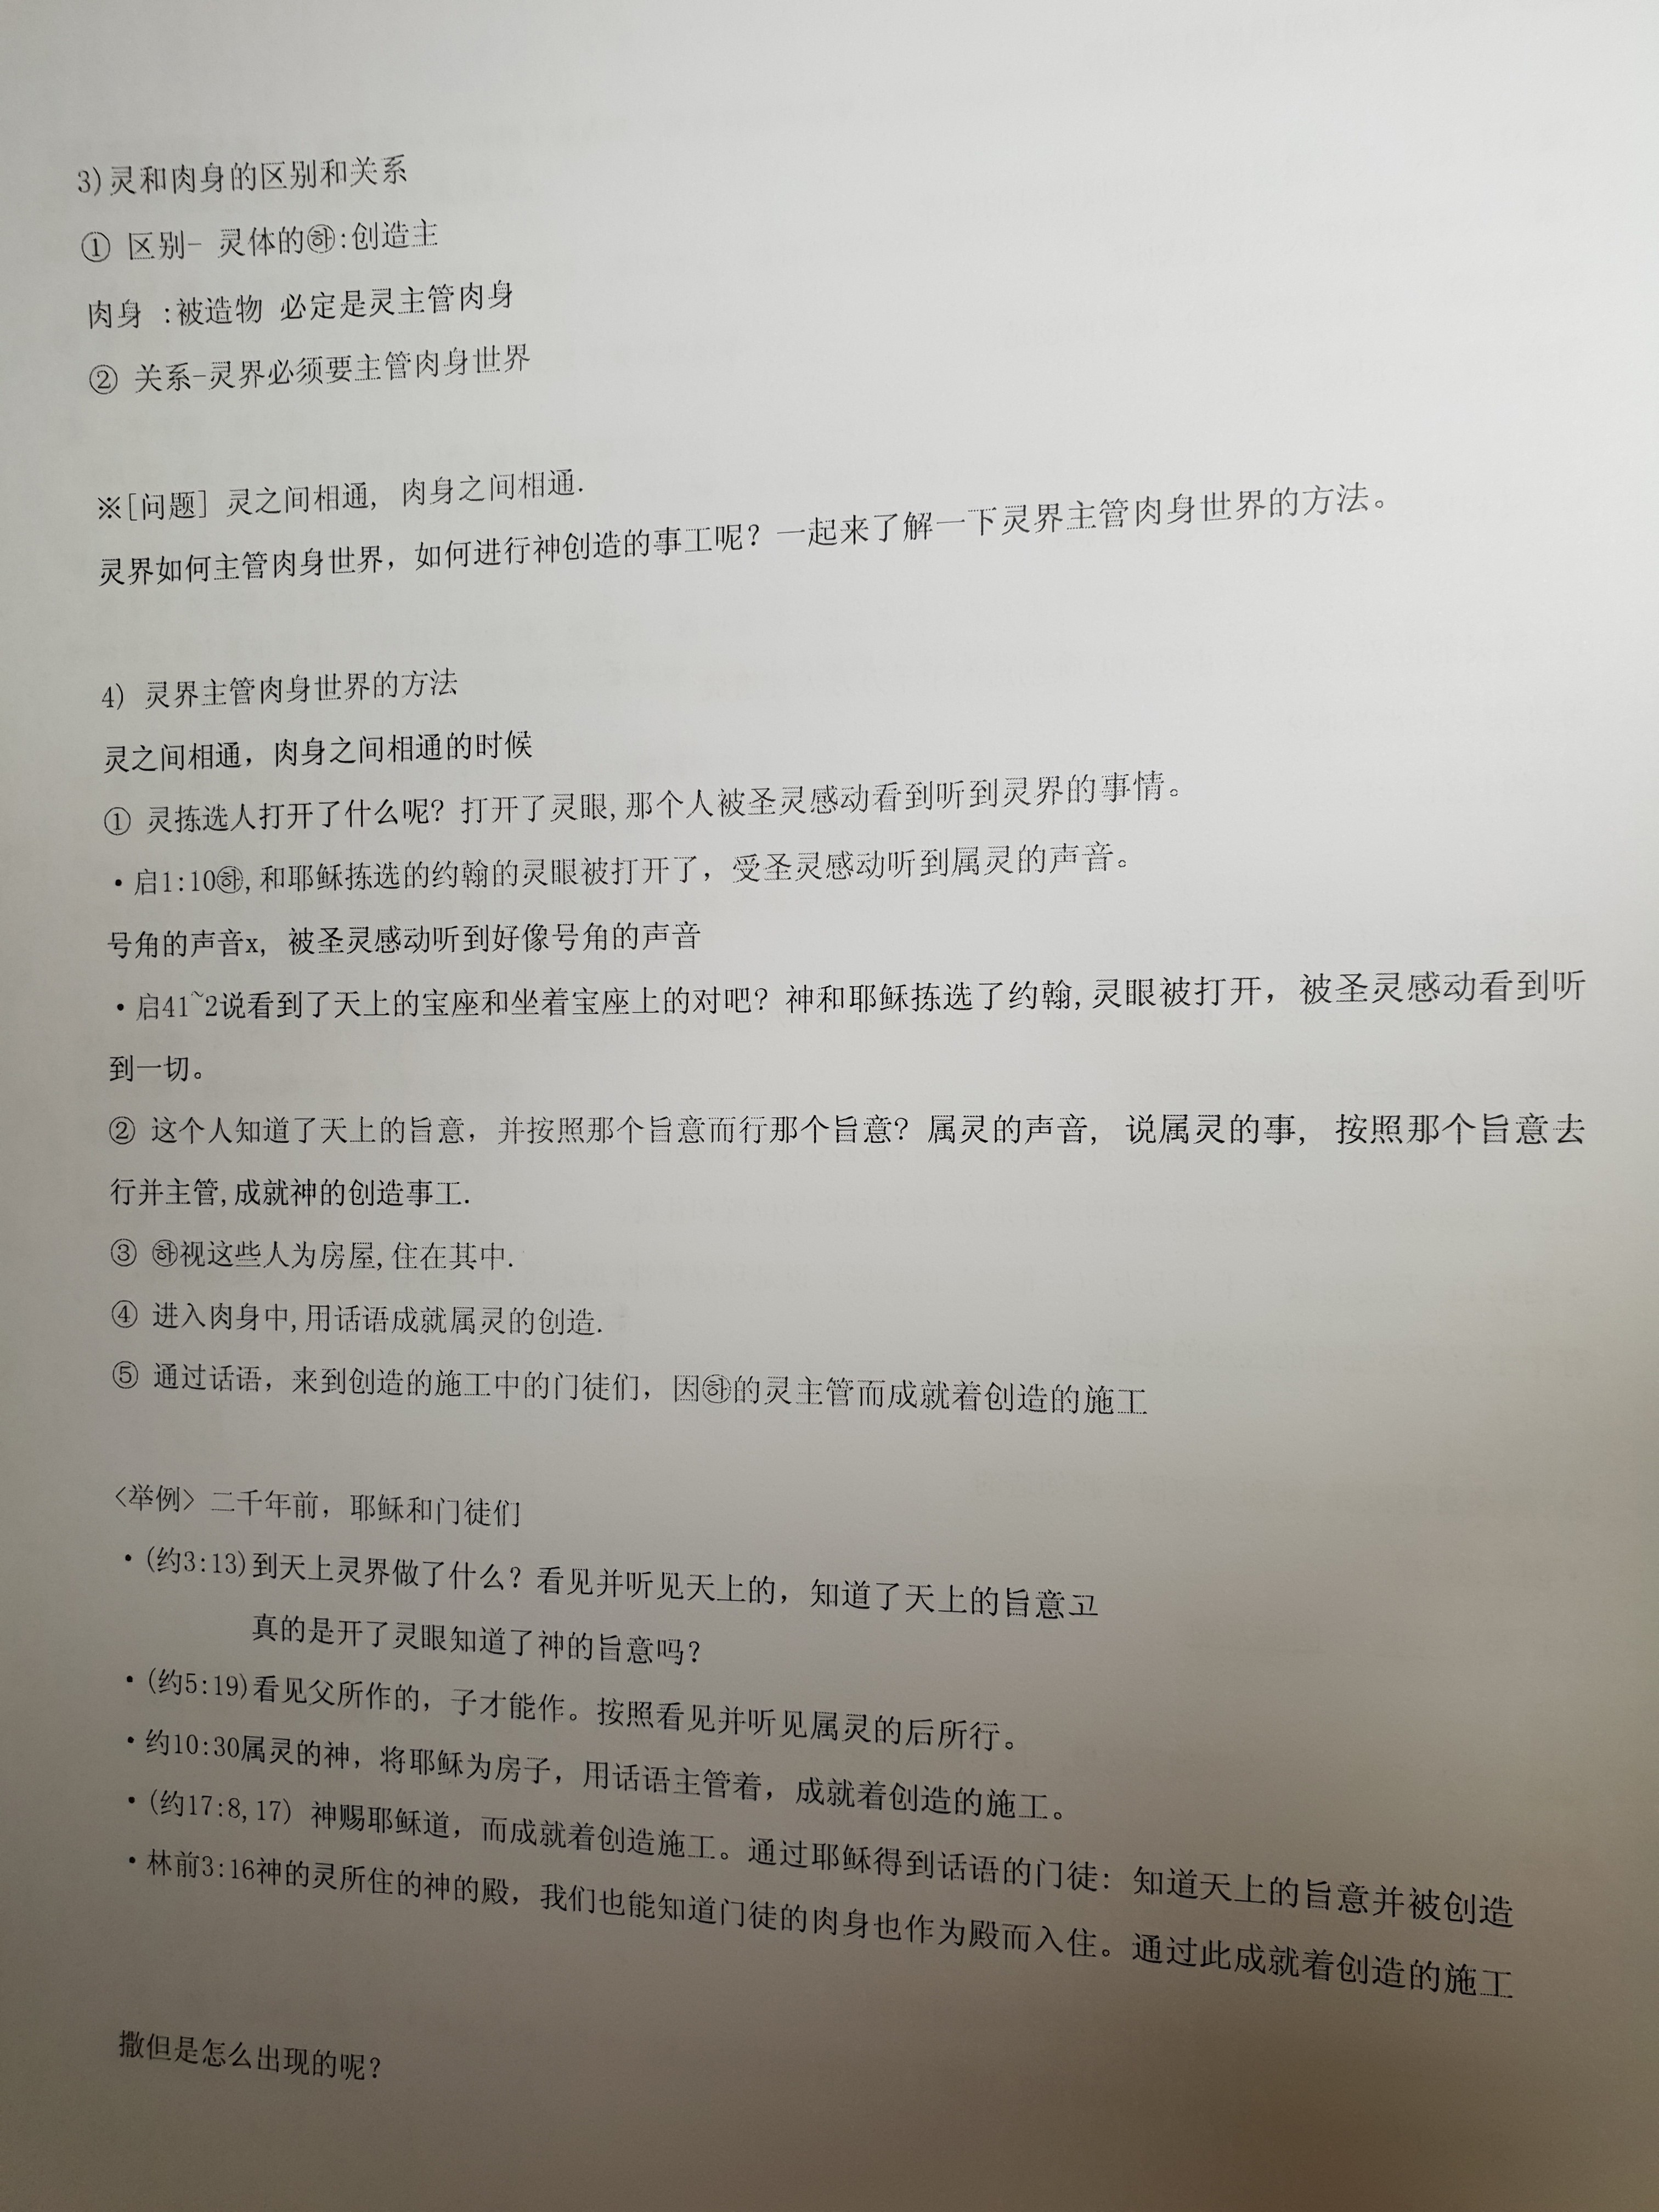 3)灵和肉身的区别和关系
① 区别- 灵体的㉻:创造主
肉身 :被造物 必定是灵主管肉身
② 关系-灵界必须要主管肉身世界
※[问题] 灵之间相通, 肉身之间相通.
灵界如何主管肉身世界，如何进行神创造的事工呢？一起来了解一下灵界主管肉身世界的方法。
4) 灵界主管肉身世界的方法
灵之间相通，肉身之间相通的时候
① 灵拣选人打开了什么呢？打开了灵眼,那个人被圣灵感动看到听到灵界的事情。
·启1:10㉻,和耶稣拣选的约翰的灵眼被打开了，受圣灵感动听到属灵的声音。
号角的声音x, 被圣灵感动听到好像号角的声音
·启41~2说看到了天上的宝座和坐着宝座上的对吧？神和耶稣拣选了约翰,灵眼被打开，被圣灵感动看到听
到一切。
② 这个人知道了天上的旨意，并按照那个旨意而行那个旨意？属灵的声音, 说属灵的事, 按照那个旨意去
行并主管,成就神的创造事工.
③ ㉻视这些人为房屋,住在其中.
④ 进入肉身中,用话语成就属灵的创造.
⑤ 通过话语，来到创造的施工中的门徒们，因㉻的灵主管而成就着创造的施工
〈举例〉二千年前，耶稣和门徒们
·(约3:13)到天上灵界做了什么？看见并听见天上的，知道了天上的旨意고
真的是开了灵眼知道了神的旨意吗？
·(约5:19)看见父所作的，子才能作。按照看见并听见属灵的后所行。
·约10:30属灵的神，将耶稣为房子，用话语主管着，成就着创造的施工。
·(约17:8,17) 神赐耶稣道，而成就着创造施工。通过耶稣得到话语的门徒: 知道天上的旨意并被创造
·林前3:16神的灵所住的神的殿，我们也能知道门徒的肉身也作为殿而入住。通过此成就着创造的施工
撒但是怎么出现的呢？